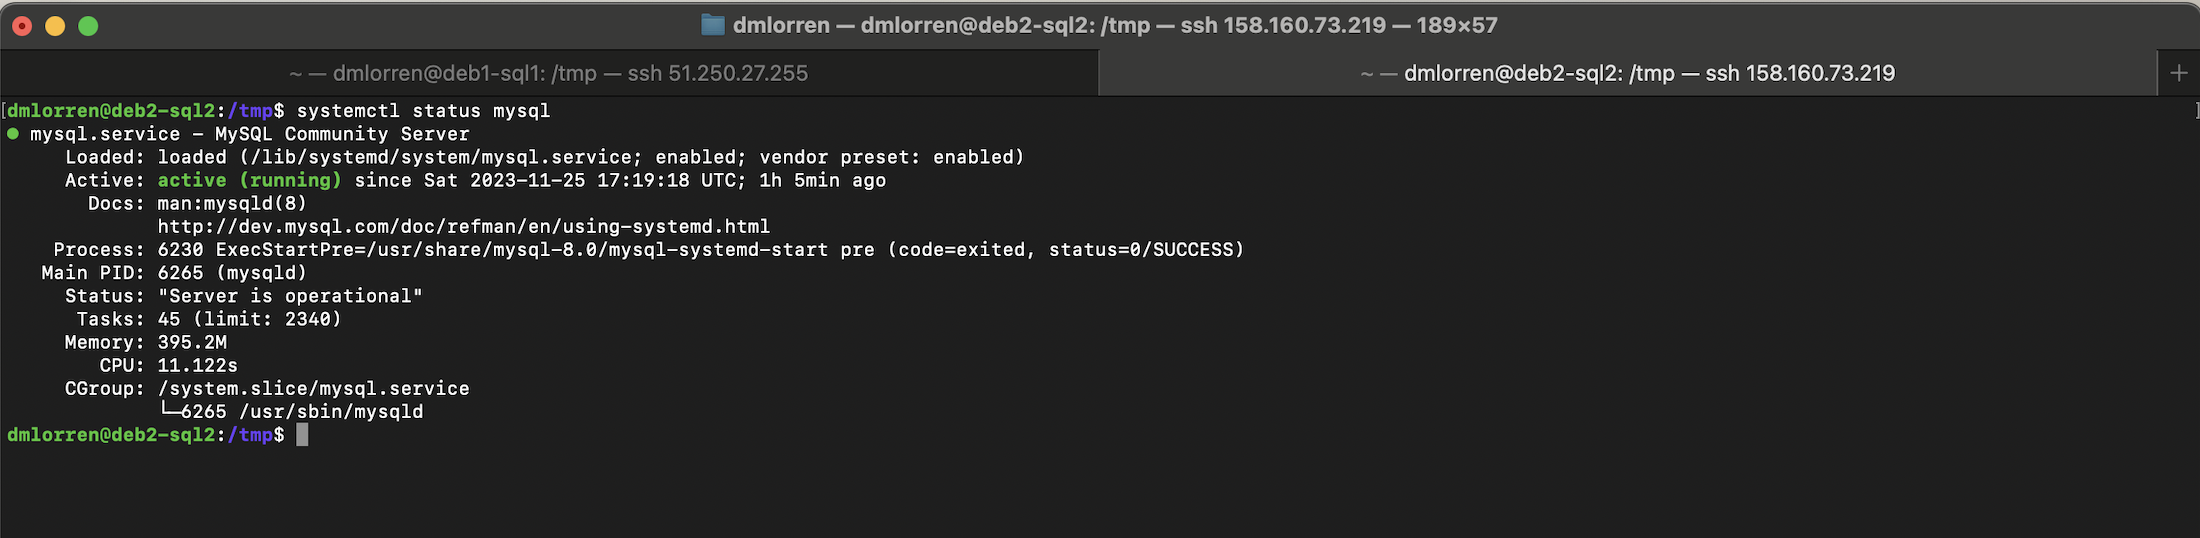 dmlorren — dmlorren@deb2-sql2: /tmp — ssh 158.160.73.219 — 189×57
~ — dmlorren@deb1-sql1: /tmp — ssh 51.250.27.255
~ — dmlorren@deb2-sql2: /tmp — ssh 158.160.73.219
+
[dmlorren@deb2-sql2:/tmp$ systemctl status mysql ]
● mysql.service - MySQL Community Server
     Loaded: loaded (/lib/systemd/system/mysql.service; enabled; vendor preset: enabled)
     Active: active (running) since Sat 2023-11-25 17:19:18 UTC; 1h 5min ago
       Docs: man:mysqld(8)
             http://dev.mysql.com/doc/refman/en/using-systemd.html
    Process: 6230 ExecStartPre=/usr/share/mysql-8.0/mysql-systemd-start pre (code=exited, status=0/SUCCESS)
   Main PID: 6265 (mysqld)
     Status: "Server is operational"
      Tasks: 45 (limit: 2340)
     Memory: 395.2M
        CPU: 11.122s
     CGroup: /system.slice/mysql.service
             └─6265 /usr/sbin/mysqld
dmlorren@deb2-sql2:/tmp$